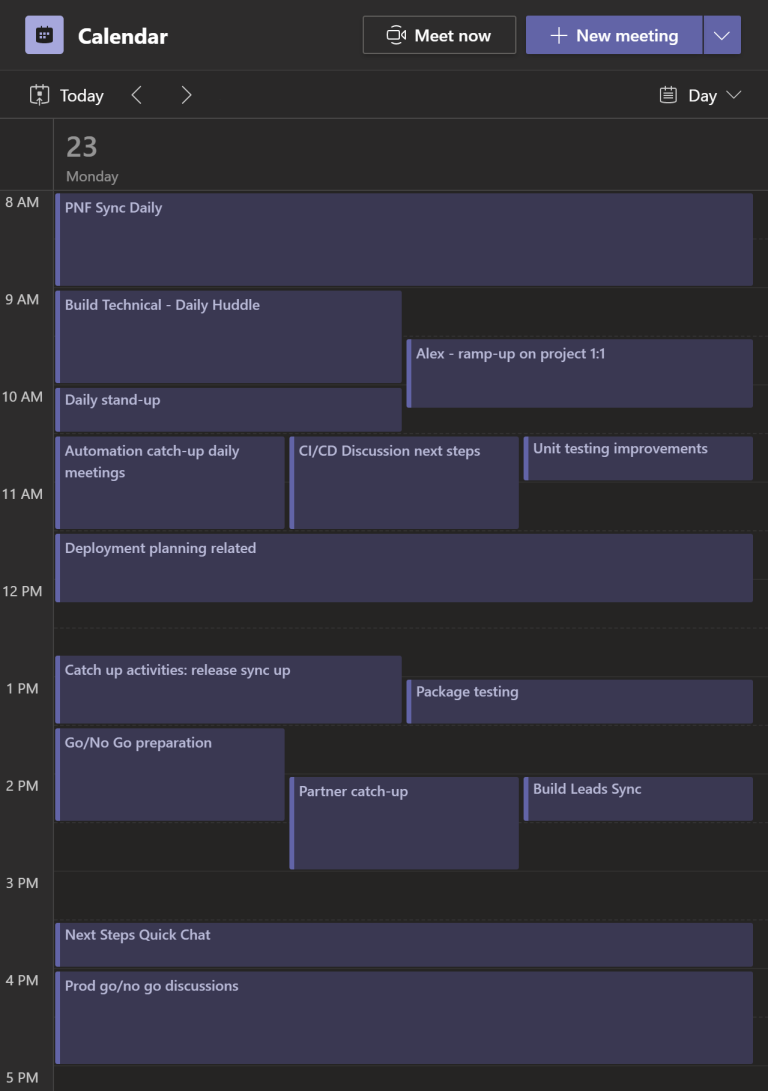 Calendar
Meet now
New meeting
Today
Day
23
Monday
8 AM
PNF Sync Daily
9 AM
Build Technical - Daily Huddle
Alex - ramp-up on project 1:1
10 AM
Daily stand-up
Automation catch-up daily
meetings
CI/CD Discussion next steps
Unit testing improvements
11 AM
Deployment planning related
12 PM
Catch up activities: release sync up
1 PM
Package testing
Go/No Go preparation
2 PM
Partner catch-up
Build Leads Sync
3 PM
Next Steps Quick Chat
4 PM
Prod go/no go discussions
5 PM